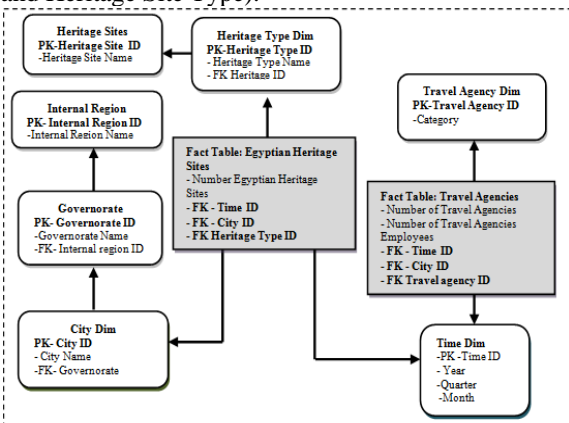 and Heritage Site Type).
Heritage Sites
PK-Heritage Site ID
-Heritage Site Name
Heritage Type Dim
PK-Heritage Type ID
- Heritage Type Name
- FK Heritage ID
Travel Agency Dim
PK-Travel Agency ID
-Category
Internal Region
PK- Internal Region ID
-Internal Region Name
Fact Table: Egyptian Heritage
Sites
- Number Egyptian Heritage
Sites
- FK - Time ID
- FK - City ID
- FK Heritage Type ID
Fact Table: Travel Agencies
- Number of Travel Agencies
- Number of Travel Agencies
Employees
- FK - Time ID
- FK - City ID
- FK Travel agency ID
Governorate
PK- Governorate ID
-Governorate Name
-FK- Internal region ID
City Dim
PK- City ID
- City Name
-FK- Governorate
Time Dim
-PK -Time ID
- Year
-Quarter
-Month